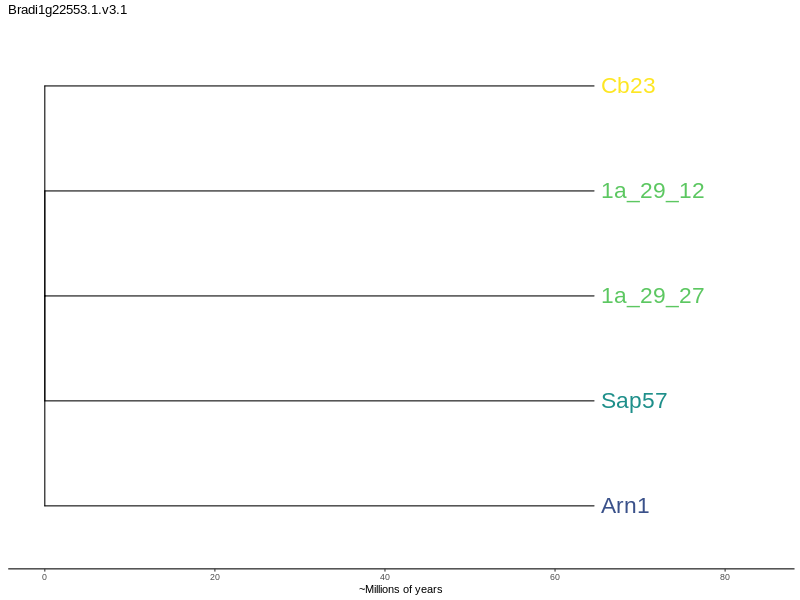 Bradi1g22553.1.v3.1
Cb23
1a_29_12
1a_29_27
Sap57
Arn1
0 20 40 60 80
~Millions of years